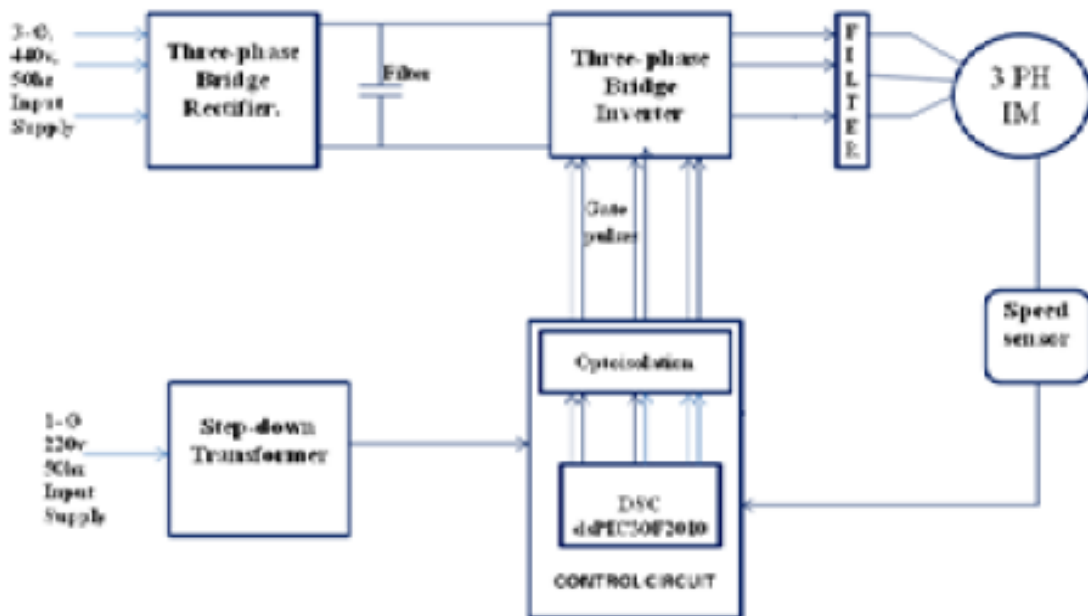 3-Φ,
440v,
50hz
Input
Supply
Three-phase
Bridge
Rectifier.
Filter
Three-phase
Bridge
Inverter
FILTER
3 PH
IM
Gate
pulses
Speed
sensor
Optoisolation
1-Φ
220v
50hz
Input
Supply
Step-down
Transformer
DSC
dsPIC30F2010
CONTROL CIRCUIT